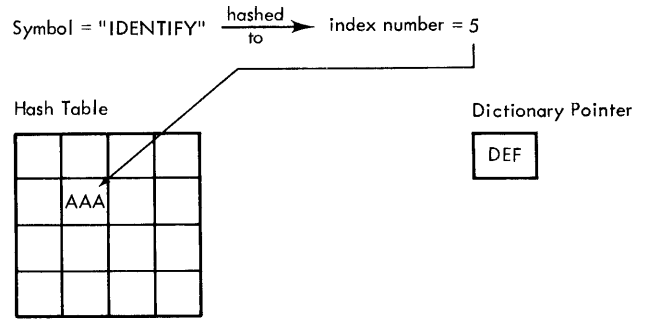 Symbol = "IDENTIFY" hashed to index number = 5
Hash Table
Dictionary Pointer
DEF
AAA